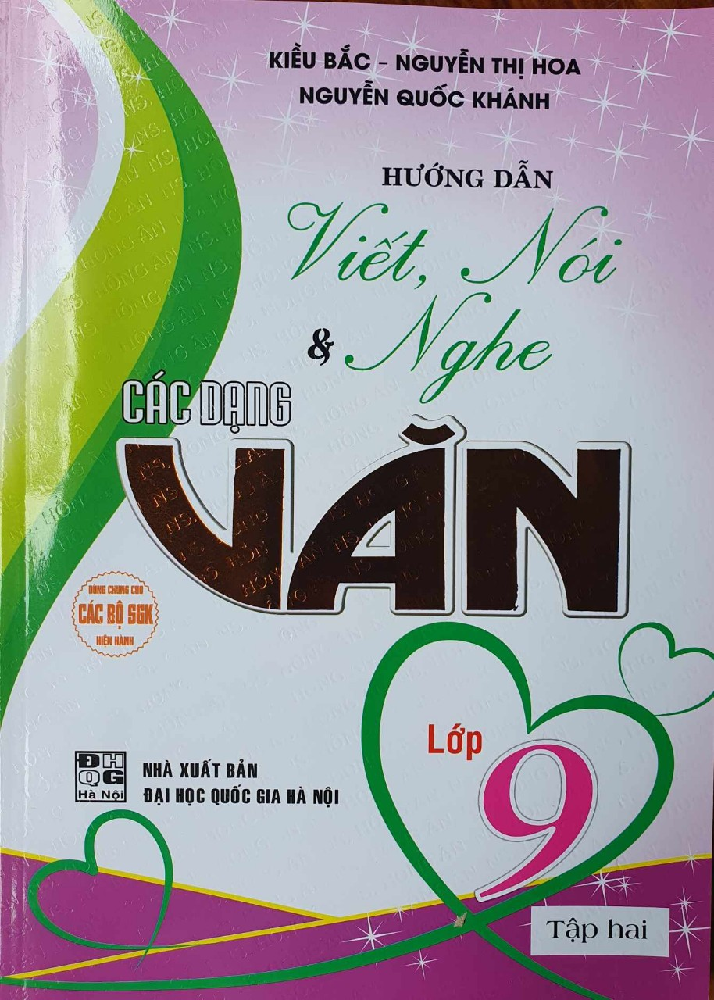 KIỀU BẮC - NGUYỄN THỊ HOA
NGUYỄN QUỐC KHÁNH
HƯỚNG DẪN
Viết, Nói
& Nghe
CÁC DẠNG
VĂN
DÙNG CHUNG CHO
CÁC BỘ SGK
HIỆN HÀNH
Lớp
9
ĐH
QG
Hà Nội
NHÀ XUẤT BẢN
ĐẠI HỌC QUỐC GIA HÀ NỘI
Tập hai